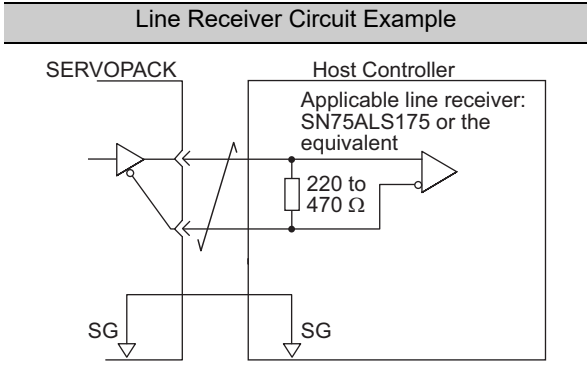 Line Receiver Circuit Example
SERVOPACK
Host Controller
Applicable line receiver:
SN75ALS175 or the
equivalent
220 to
470 Ω
SG
SG